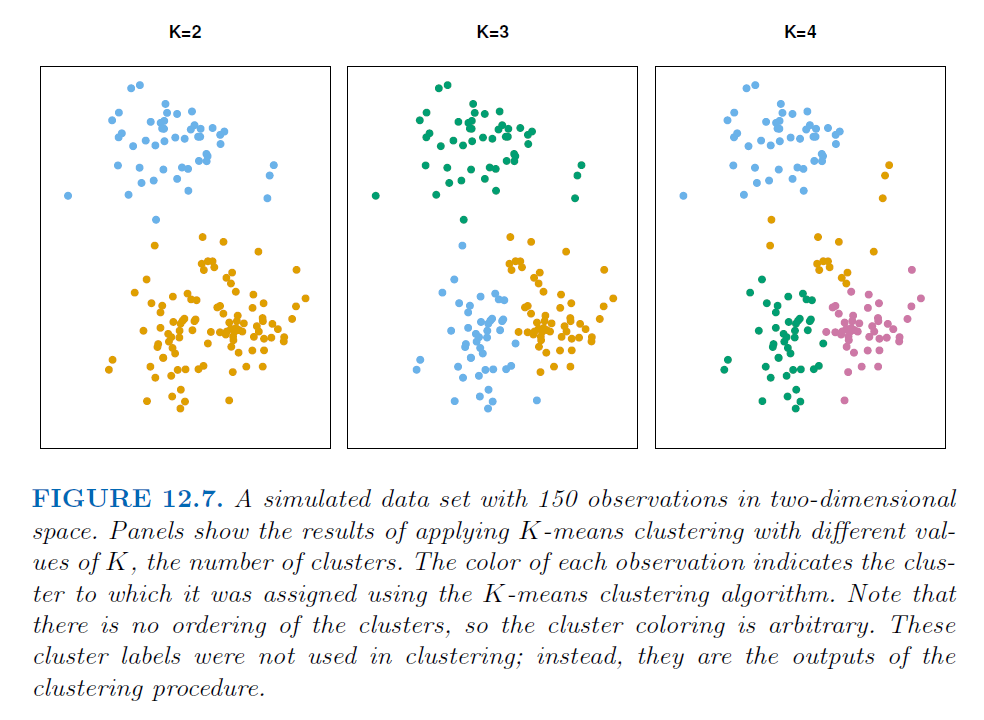 K=2 K=3 K=4
FIGURE 12.7. A simulated data set with 150 observations in two-dimensional
space. Panels show the results of applying K-means clustering with different val-
ues of K, the number of clusters. The color of each observation indicates the clus-
ter to which it was assigned using the K-means clustering algorithm. Note that
there is no ordering of the clusters, so the cluster coloring is arbitrary. These
cluster labels were not used in clustering; instead, they are the outputs of the
clustering procedure.